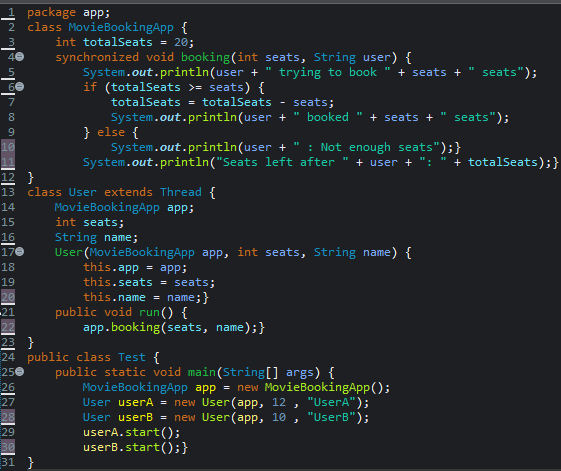 1 package app;
2 class MovieBookingApp {
3 int totalSeats = 20;
4 synchronized void booking(int seats, String user) {
5 System.out.println(user + " trying to book " + seats + " seats");
6 if (totalSeats >= seats) {
7 totalSeats = totalSeats - seats;
8 System.out.println(user + " booked " + seats + " seats");
9 } else {
10 System.out.println(user + " : Not enough seats");}
11 System.out.println("Seats left after " + user + ": " + totalSeats);}
12 }
13 class User extends Thread {
14 MovieBookingApp app;
15 int seats;
16 String name;
17 User(MovieBookingApp app, int seats, String name) {
18 this.app = app;
19 this.seats = seats;
20 this.name = name;}
21 public void run() {
22 app.booking(seats, name);}
23 }
24 public class Test {
25 public static void main(String[] args) {
26 MovieBookingApp app = new MovieBookingApp();
27 User userA = new User(app, 12 , "UserA");
28 User userB = new User(app, 10 , "UserB");
29 userA.start();
30 userB.start();}
31 }